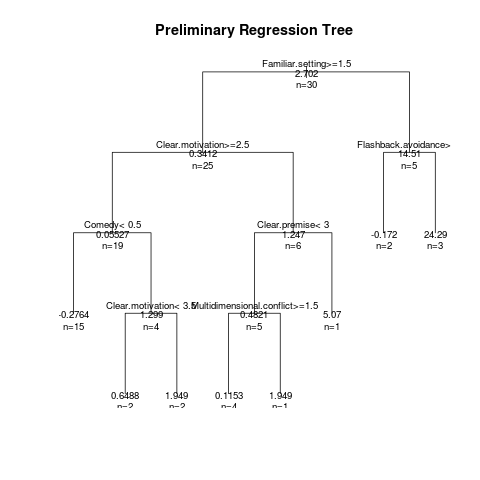 Preliminary Regression Tree
Familiar.setting>=1.5
2.702
n=30
Clear.motivation>=2.5
0.3412
n=25
Flashback.avoidance>
14.51
n=5
Comedy< 0.5
0.05527
n=19
Clear.premise< 3
1.247
n=6
-0.172
n=2
24.29
n=3
-0.2764
n=15
Clear.motivation< 3.5
1.299
n=4
Multidimensional.conflict>=1.5
0.4821
n=5
5.07
n=1
0.6488
n=2
1.949
n=2
0.1153
n=4
1.949
n=1